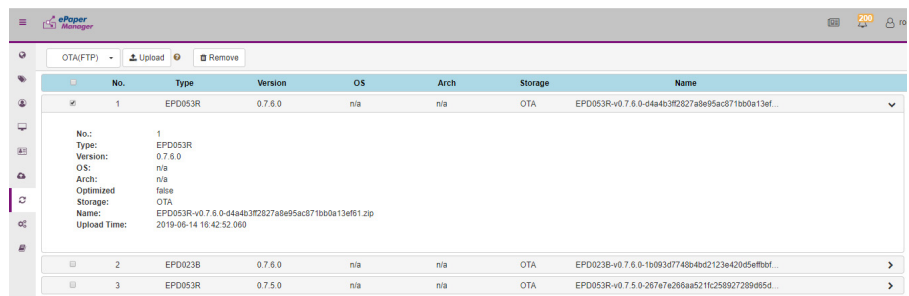 ePaper
Manager
200
ro
OTA(FTP) Upload Remove
No. Type Version OS Arch Storage Name
1 EPD053R 0.7.6.0 n/a n/a OTA EPD053R-v0.7.6.0-d4a4b3ff2827a8e95ac871bb0a13ef...
No.: 1
Type: EPD053R
Version: 0.7.6.0
OS: n/a
Arch: n/a
Optimized false
Storage: OTA
Name: EPD053R-v0.7.6.0-d4a4b3ff2827a8e95ac871bb0a13ef61.zip
Upload Time: 2019-06-14 16:42:52.060
2 EPD023B 0.7.6.0 n/a n/a OTA EPD023B-v0.7.6.0-1b093d7748b4bd2123e420d5effbbf...
3 EPD053R 0.7.5.0 n/a n/a OTA EPD053R-v0.7.5.0-267e7e266aa521fc258927289d65d...